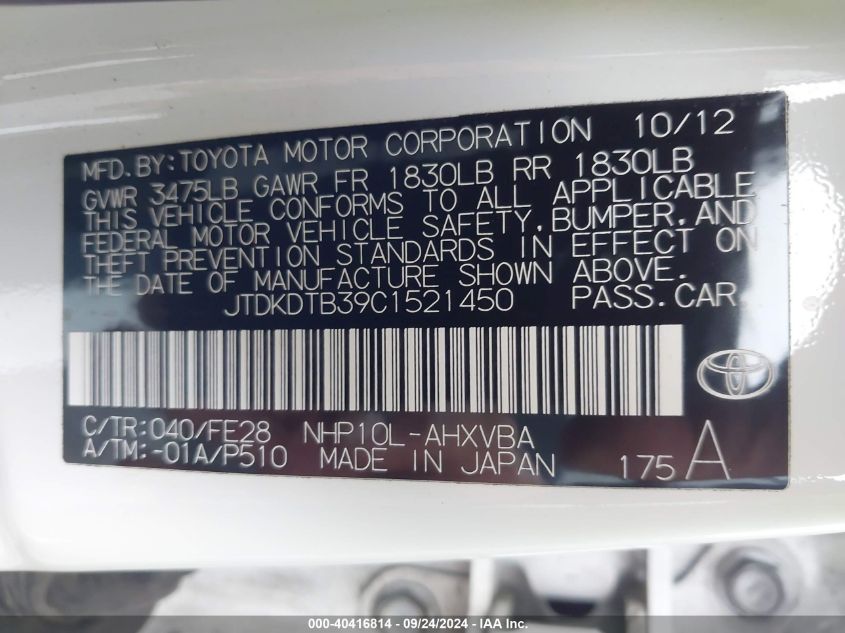 MFD.BY:TOYOTA MOTOR CORPORATION 10/12
GVWR 3475LB GAWR FR 1830LB RR 1830LB
THIS VEHICLE CONFORMS TO ALL APPLICABLE
FEDERAL MOTOR VEHICLE SAFETY,BUMPER,AND
THEFT PREVENTION STANDARDS IN EFFECT ON
THE DATE OF MANUFACTURE SHOWN ABOVE.
JTDKDTB39C1521450 PASS.CAR.
C/TR:040/FE28 NHP10L-AHXVBA
A/TM:-01A/P510 MADE IN JAPAN 175 A
000-40416814 - 09/24/2024 - www.iaai.com/